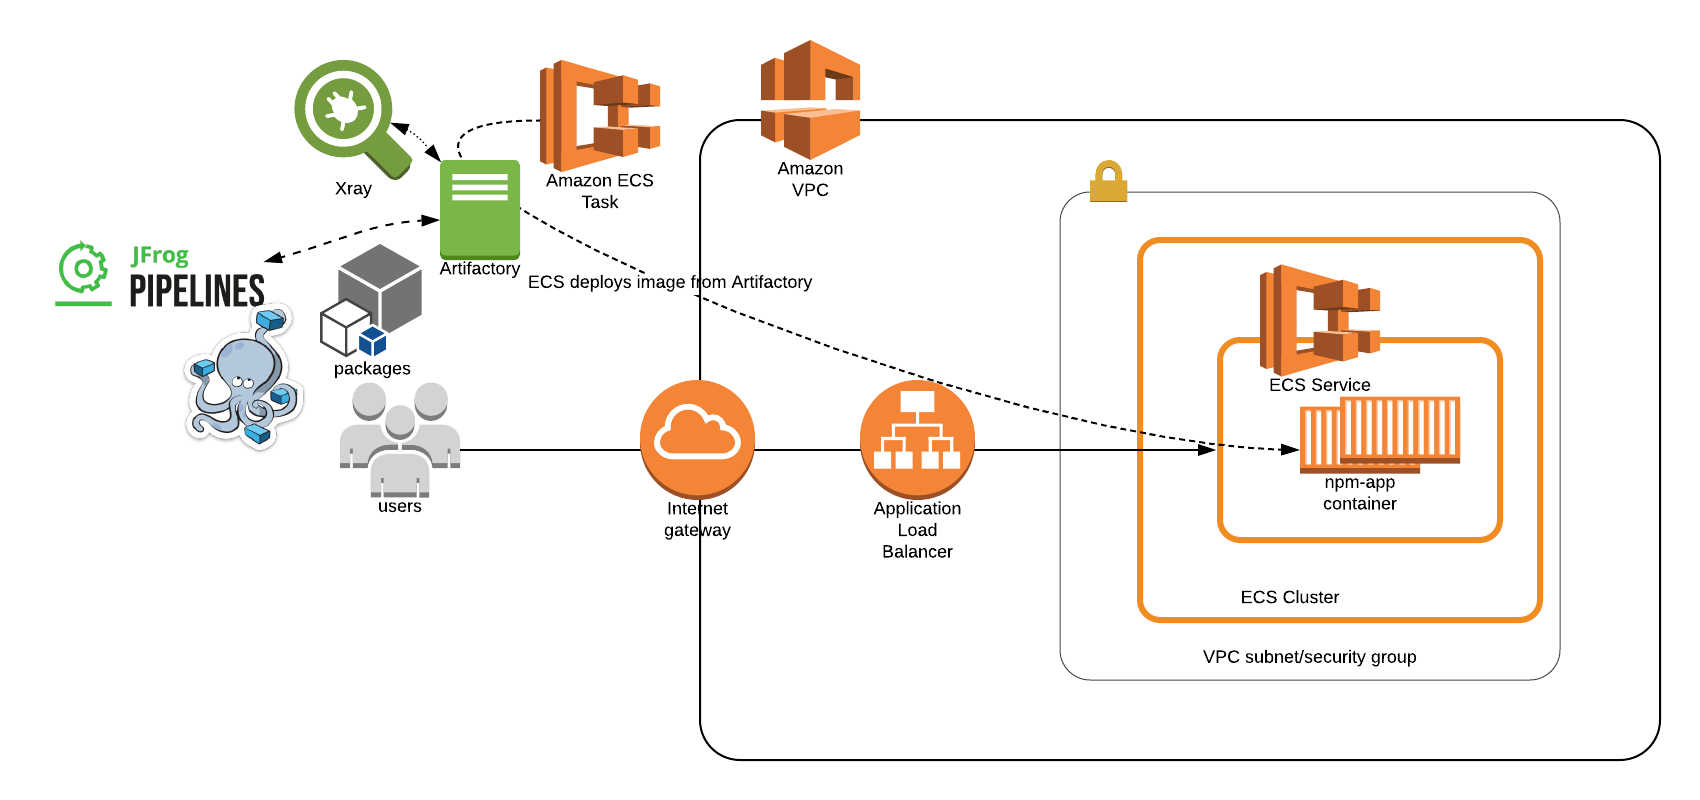 Xray
Amazon ECS
Task
Amazon
VPC
JFrog
PIPELINES
Artifactory
ECS deploys image from Artifactory
packages
users
Internet
gateway
Application
Load
Balancer
ECS Service
npm-app
container
ECS Cluster
VPC subnet/security group